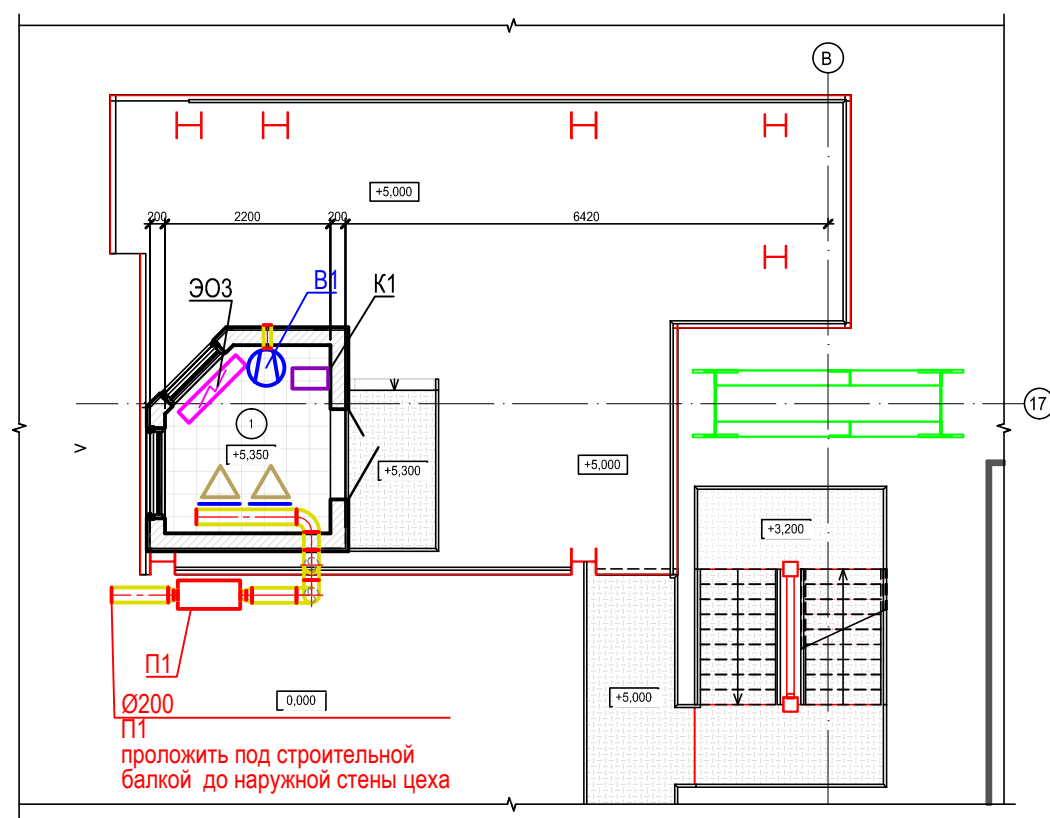 В
+5,000
200
2200
200
6420
ЭО3
В1
К1
17
1
+5,350
+5,300
+5,000
+3,200
V
П1
0,000
+5,000
Ø200
П1
проложить под строительной
балкой до наружной стены цеха